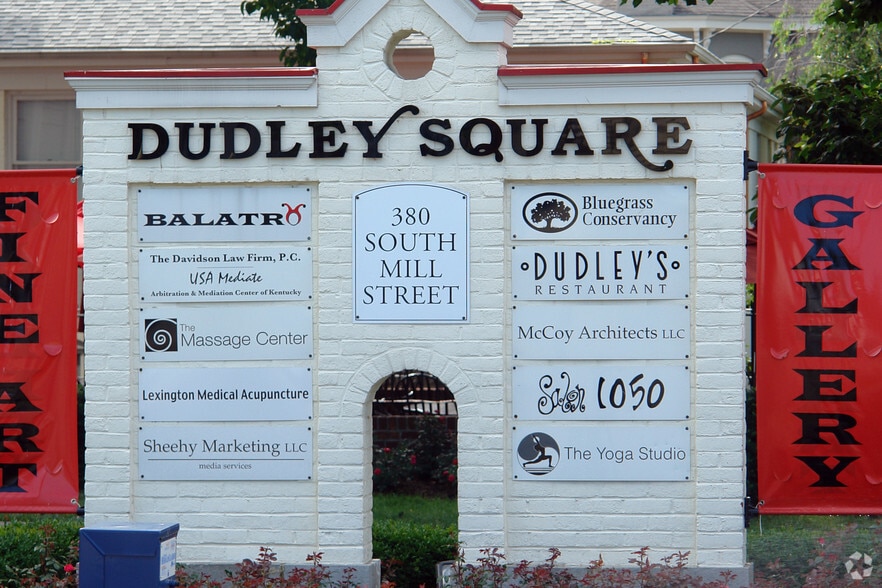 DUDLEY SQUARE
BALATRO
The Davidson Law Firm, P.C.
USA Mediate
Arbitration & Mediation Center of Kentucky
The
Massage Center
Lexington Medical Acupuncture
Sheehy Marketing LLC
media services
380
SOUTH
MILL
STREET
Bluegrass
Conservancy
DUDLEY'S
RESTAURANT
McCoy Architects LLC
Salon 1050
The Yoga Studio
FINE ART
GALLERY